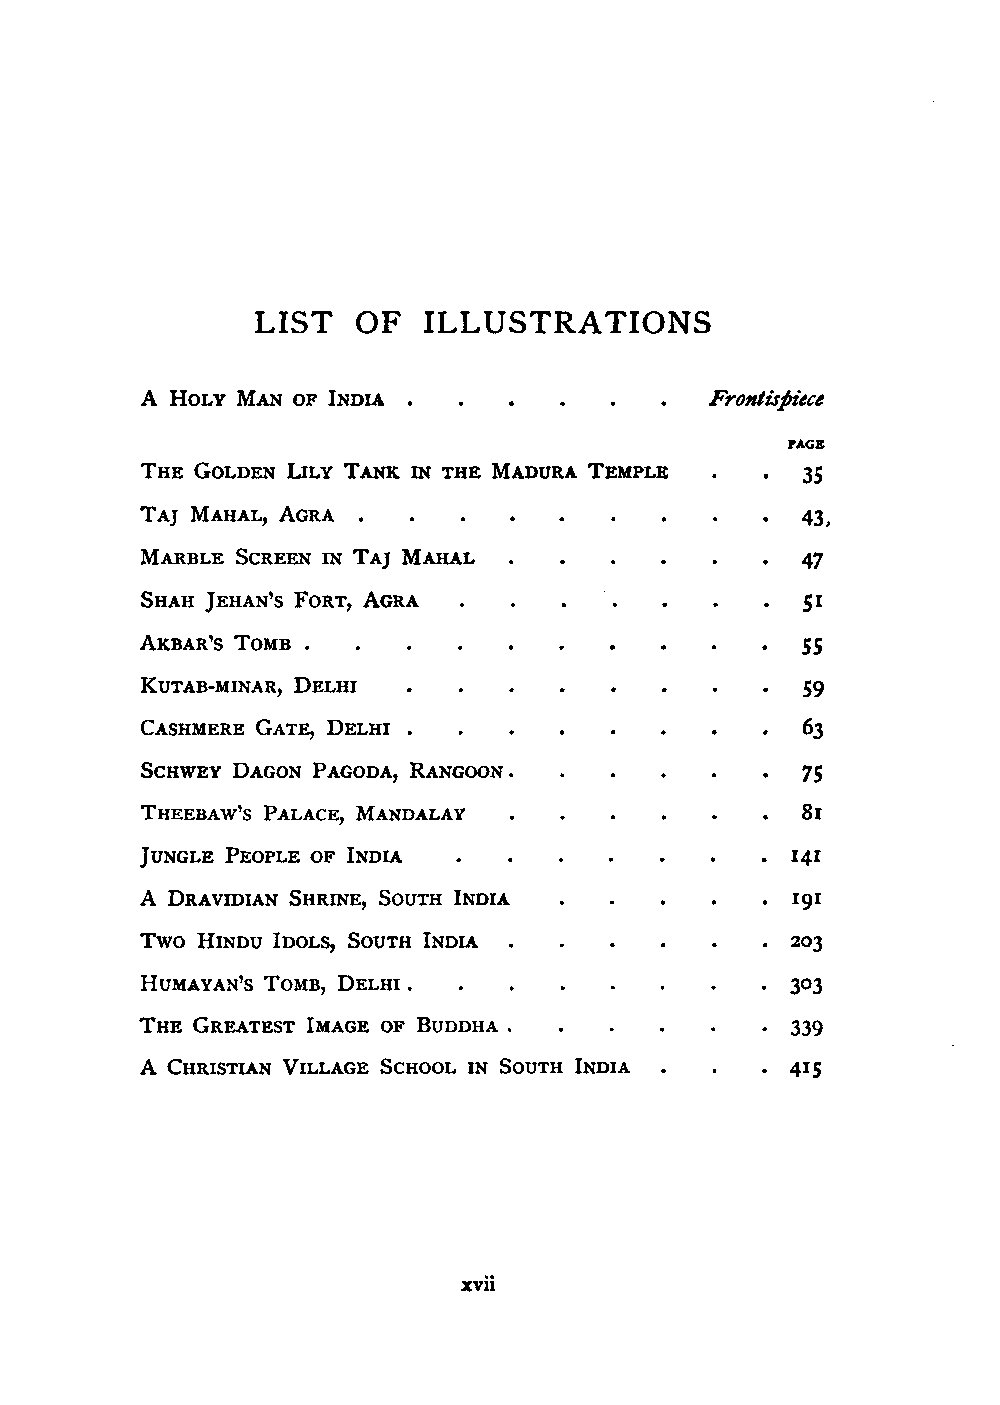 LIST OF ILLUSTRATIONS
A Holy Man of India . . . . . . Frontispiece
PAGE
The Golden Lily Tank in the Madura Temple . . 35
Taj Mahal, Agra . . . . . . . . . 43,
Marble Screen in Taj Mahal . . . . . . 47
Shah Jehan's Fort, Agra . . . . . . . 51
Akbar's Tomb . . . . . . . . . . 55
Kutab-minar, Delhi . . . . . . . . 59
Cashmere Gate, Delhi . . . . . . . . 63
Schwey Dagon Pagoda, Rangoon . . . . . . 75
Theebaw's Palace, Mandalay . . . . . . 81
Jungle People of India . . . . . . . 141
A Dravidian Shrine, South India . . . . . 191
Two Hindu Idols, South India . . . . . . 203
Humayan's Tomb, Delhi . . . . . . . . 303
The Greatest Image of Buddha . . . . . . 339
A Christian Village School in South India . . . 415
xvii